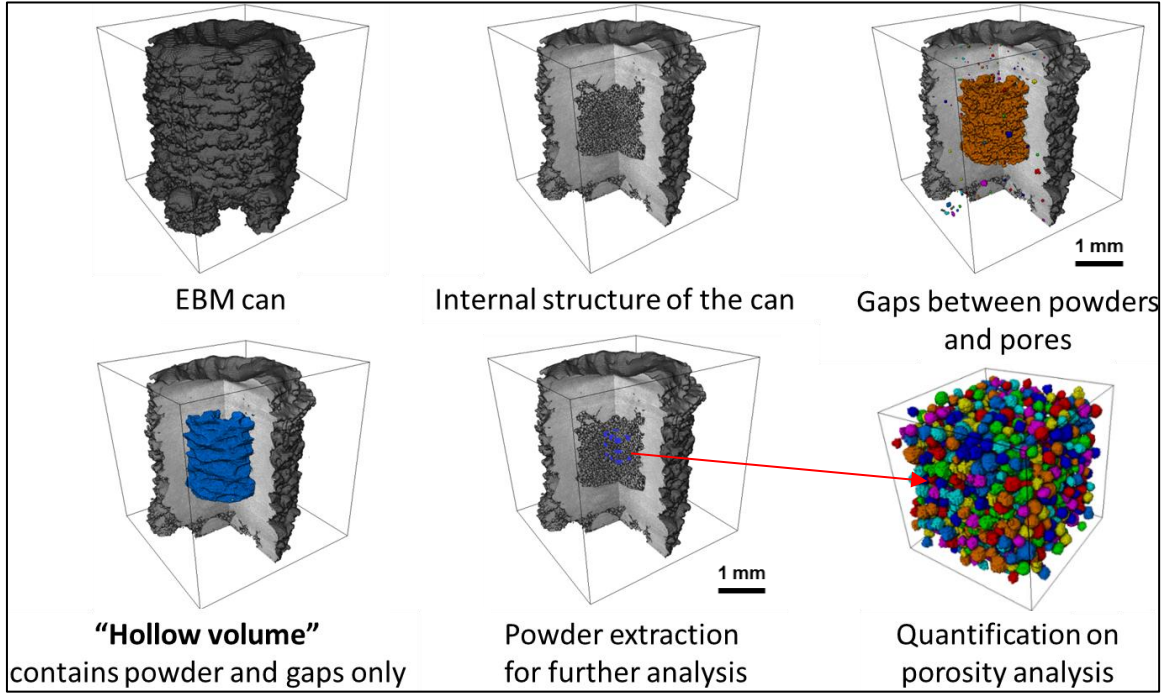 1 mm
EBM can
Internal structure of the can
Gaps between powders
and pores
1 mm
“Hollow volume”
contains powder and gaps only
Powder extraction
for further analysis
Quantification on
porosity analysis